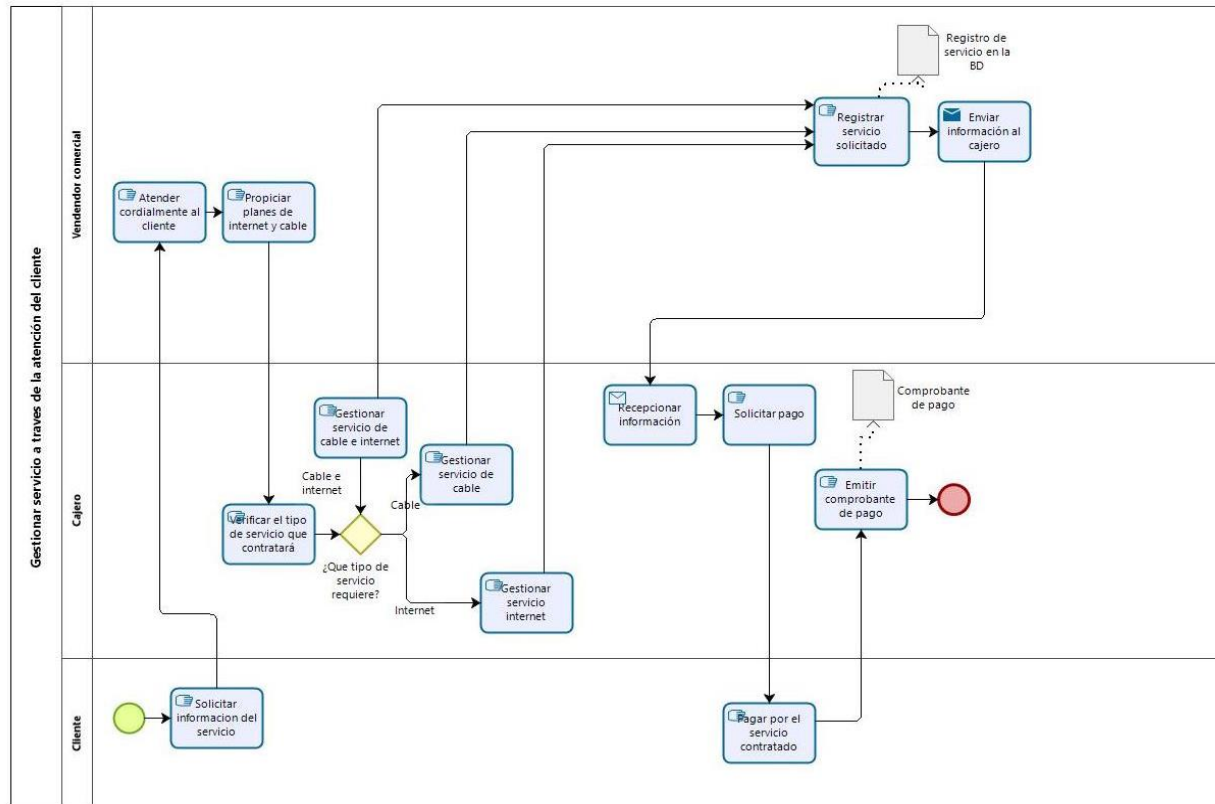 Gestionar servicio a traves de la atención del cliente
Vendendor comercial
Registro de
servicio en la
BD
Registrar
servicio
solicitado
Enviar
información al
cajero
Atender
cordialmente al
cliente
Propiciar
planes de
internet y cable
Cajero
Gestionar
servicio de
cable e internet
Recepcionar
información
Solicitar pago
Comprobante
de pago
Gestionar
servicio de
cable
Cable e
internet
Cable
Verificar el tipo
de servicio que
contratará
¿Que tipo de
servicio
requiere?
Emitir
comprobante
de pago
Internet
Gestionar
servicio
internet
Cliente
Solicitar
informacion del
servicio
Pagar por el
servicio
contratado